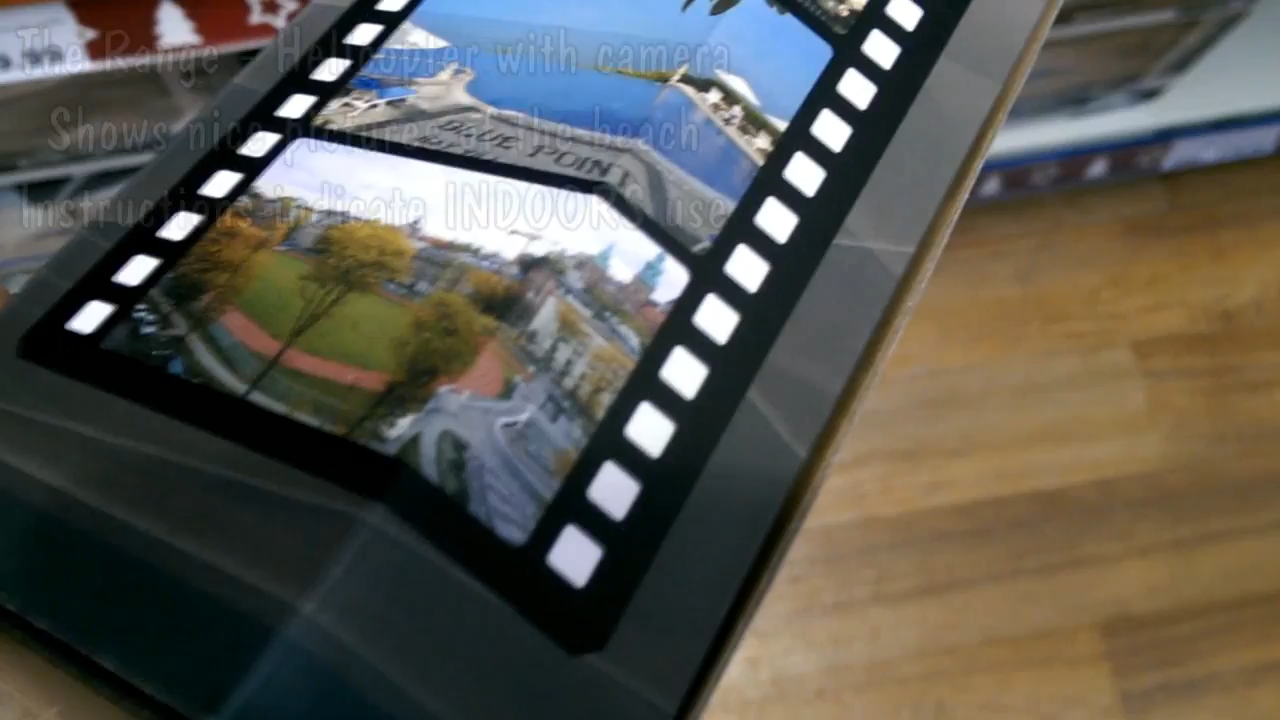 The Range - Helicopter with camera
Shows nice pictures of the beach
Instructions indicate INDOORS use
BLUE POINT